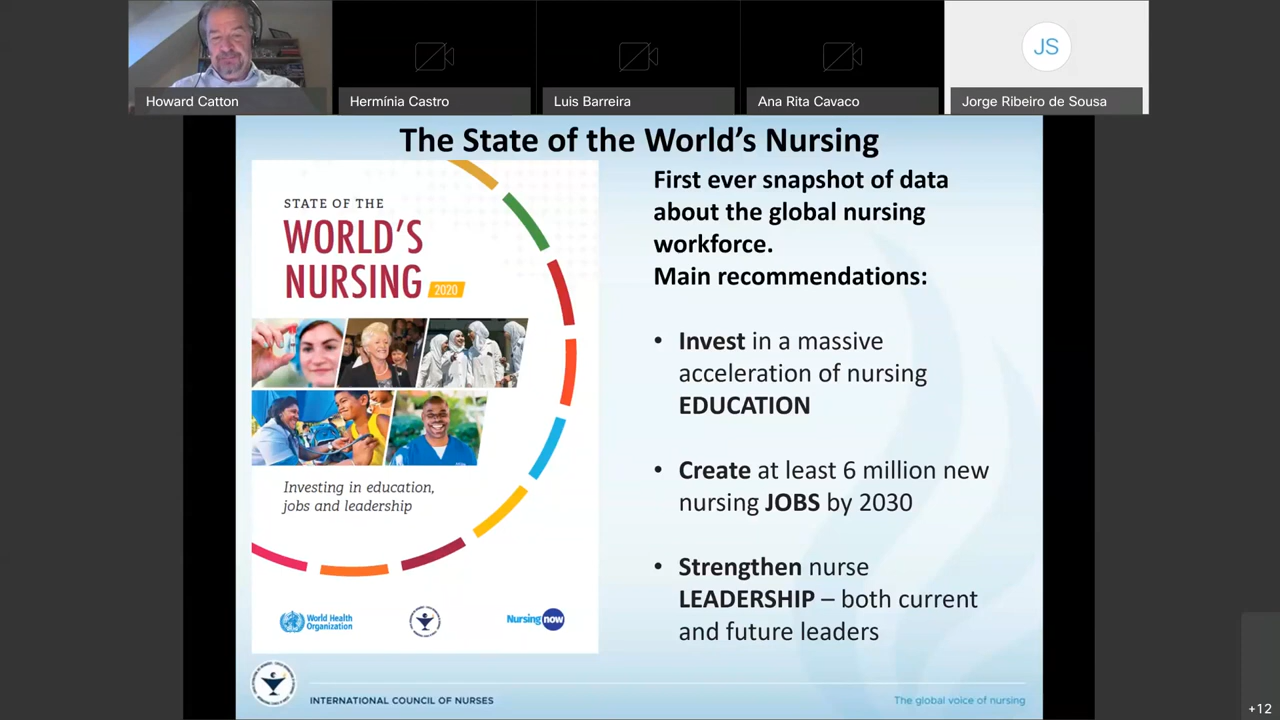 Howard Catton
Hermínia Castro
Luis Barreira
Ana Rita Cavaco
JS
Jorge Ribeiro de Sousa
The State of the World's Nursing
STATE OF THE
WORLD'S
NURSING 2020
Investing in education,
jobs and leadership
World Health
Organization
Nursing now
First ever snapshot of data
about the global nursing
workforce.
Main recommendations:
• Invest in a massive
acceleration of nursing
EDUCATION
• Create at least 6 million new
nursing JOBS by 2030
• Strengthen nurse
LEADERSHIP – both current
and future leaders
INTERNATIONAL COUNCIL OF NURSES
The global voice of nursing
+12